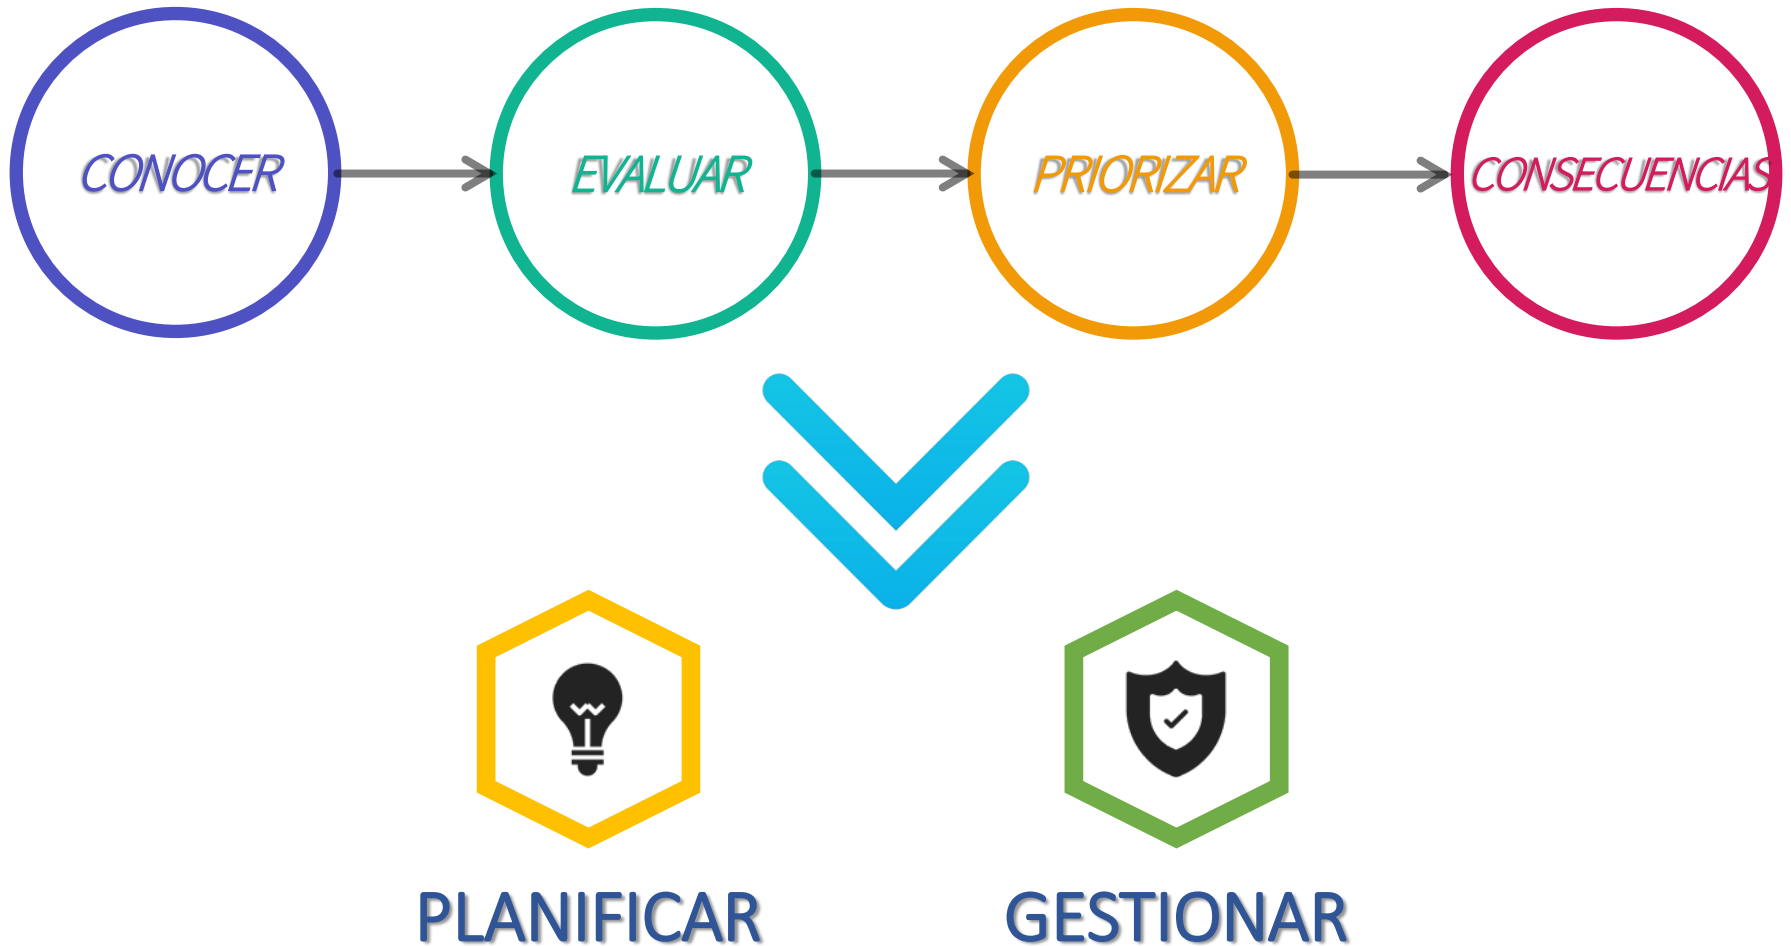 CONOCER
EVALUAR
PRIORIZAR
CONSECUENCIAS
PLANIFICAR
GESTIONAR